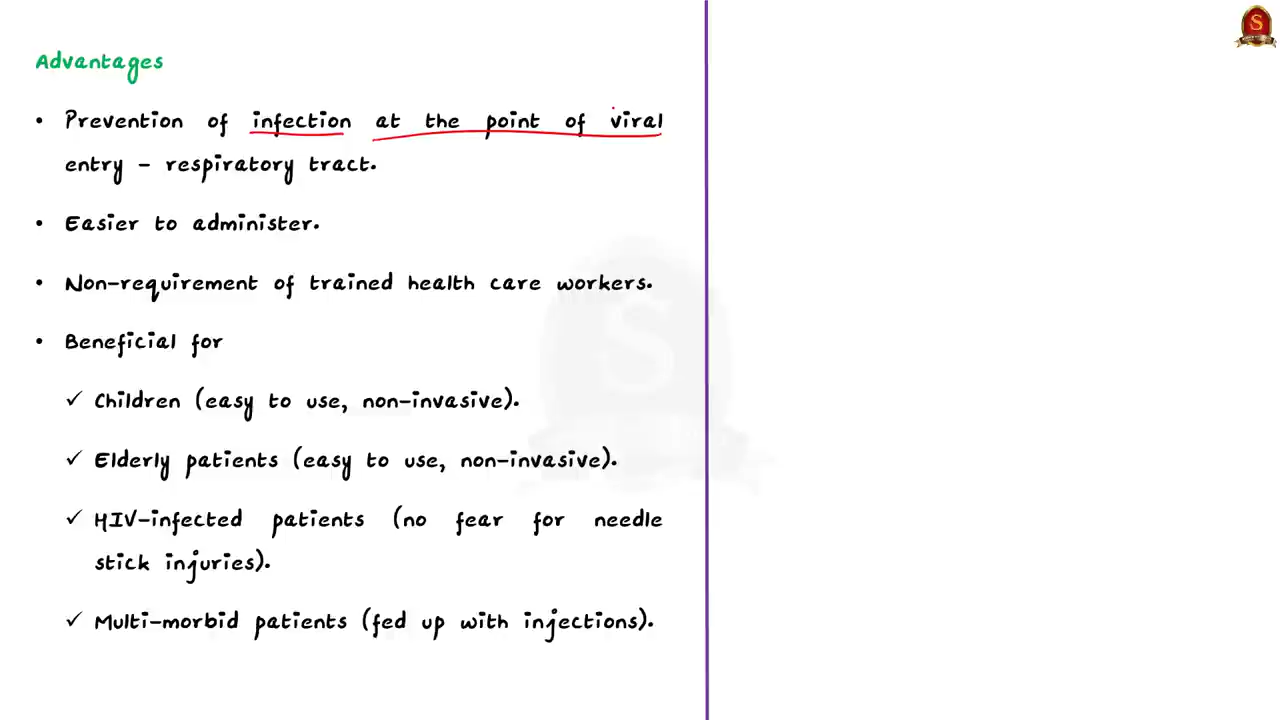 Advantages
• Prevention of infection at the point of viral
entry - respiratory tract.
• Easier to administer.
• Non-requirement of trained health care workers.
• Beneficial for
✓ Children (easy to use, non-invasive).
✓ Elderly patients (easy to use, non-invasive).
✓ HIV-infected patients (no fear for needle
stick injuries).
✓ Multi-morbid patients (fed up with injections).
S
S